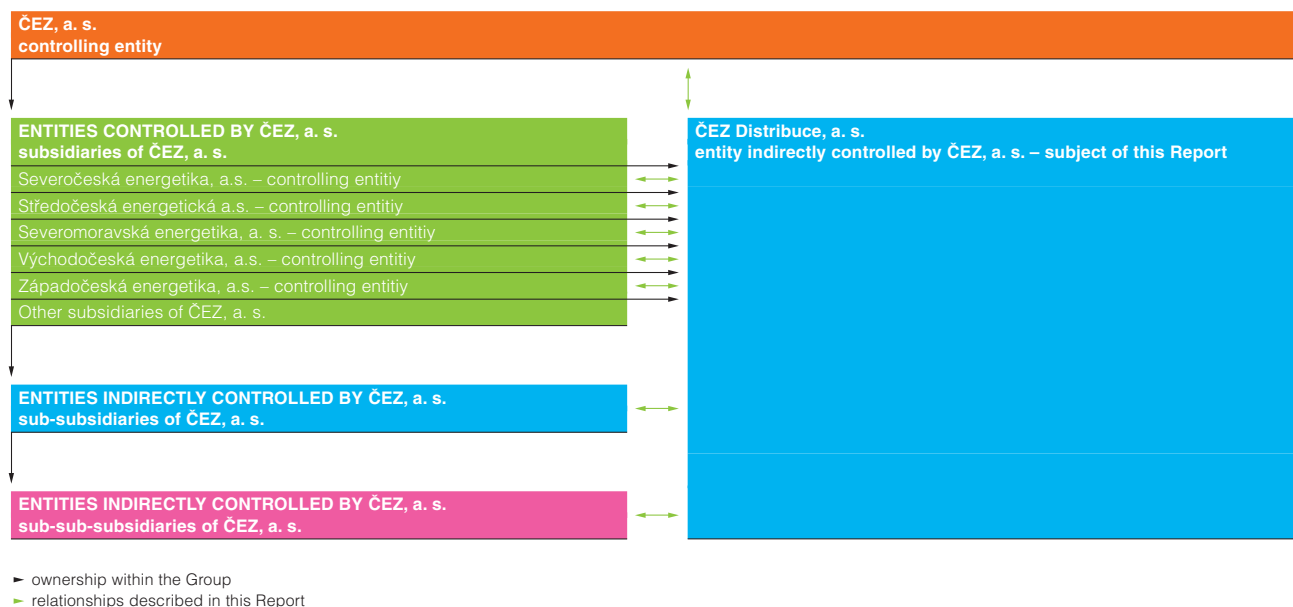 ČEZ, a. s.
controlling entity
ENTITIES CONTROLLED BY ČEZ, a. s.
subsidiaries of ČEZ, a. s.
Severočeská energetika, a.s. – controlling entitiy
Středočeská energetická a.s. – controlling entitiy
Severomoravská energetika, a. s. – controlling entitiy
Východočeská energetika, a.s. – controlling entitiy
Západočeská energetika, a.s. – controlling entitiy
Other subsidiaries of ČEZ, a. s.
ČEZ Distribuce, a. s.
entity indirectly controlled by ČEZ, a. s. – subject of this Report
ENTITIES INDIRECTLY CONTROLLED BY ČEZ, a. s.
sub-subsidiaries of ČEZ, a. s.
ENTITIES INDIRECTLY CONTROLLED BY ČEZ, a. s.
sub-sub-subsidiaries of ČEZ, a. s.
ownership within the Group
relationships described in this Report